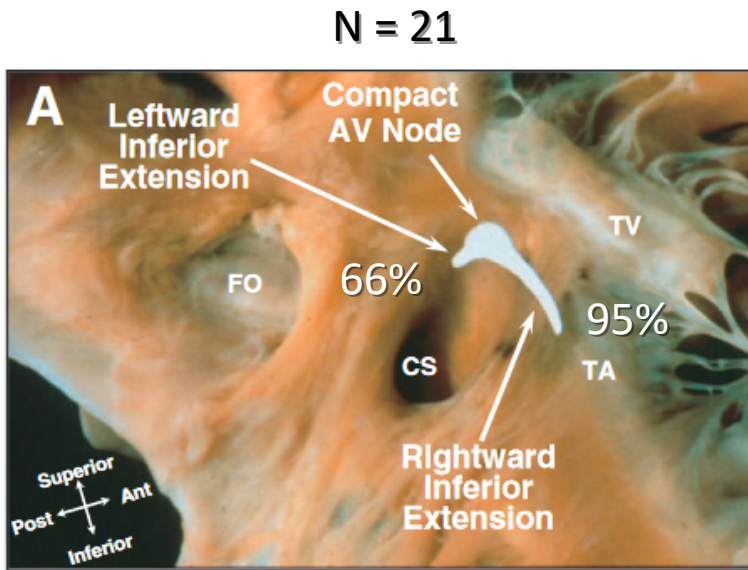 N = 21
A
Leftward
Inferior
Extension
Compact
AV Node
TV
FO
66%
95%
CS
TA
Rightward
Inferior
Extension
Superior
Post
Ant
Inferior